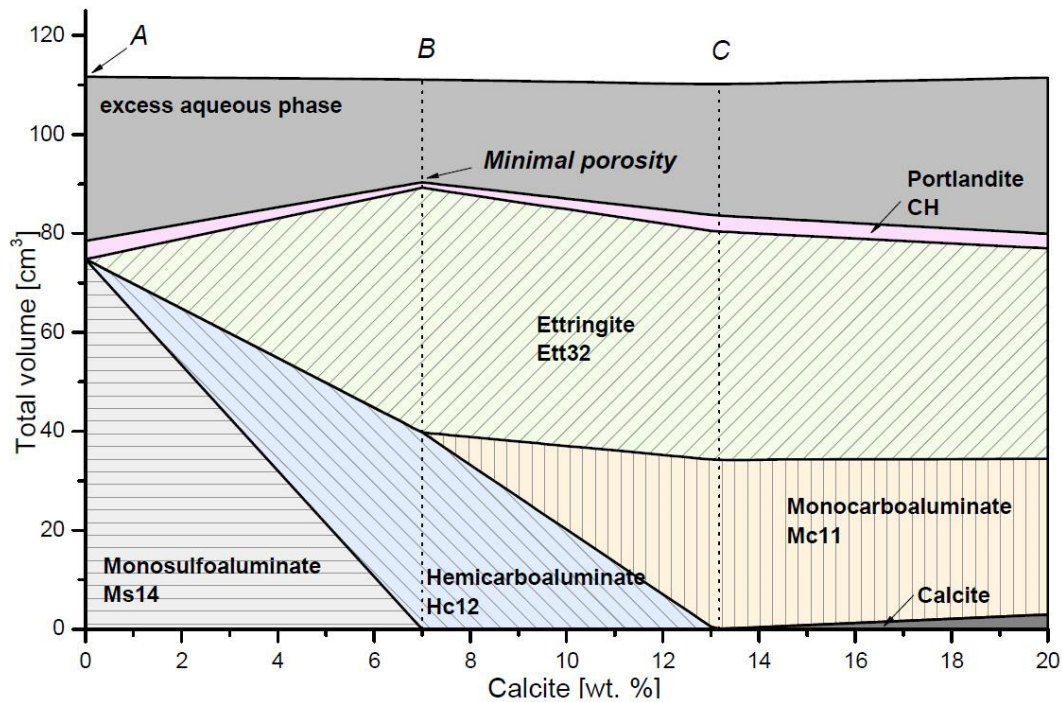 120
100
80
60
40
20
0
Total volume [cm³]
A
B
C
excess aqueous phase
Minimal porosity
Portlandite
CH
Ettringite
Ett32
Monosulfoaluminate
Ms14
Hemicarboaluminate
Hc12
Monocarboaluminate
Mc11
Calcite
0 2 4 6 8 10 12 14 16 18 20
Calcite [wt. %]